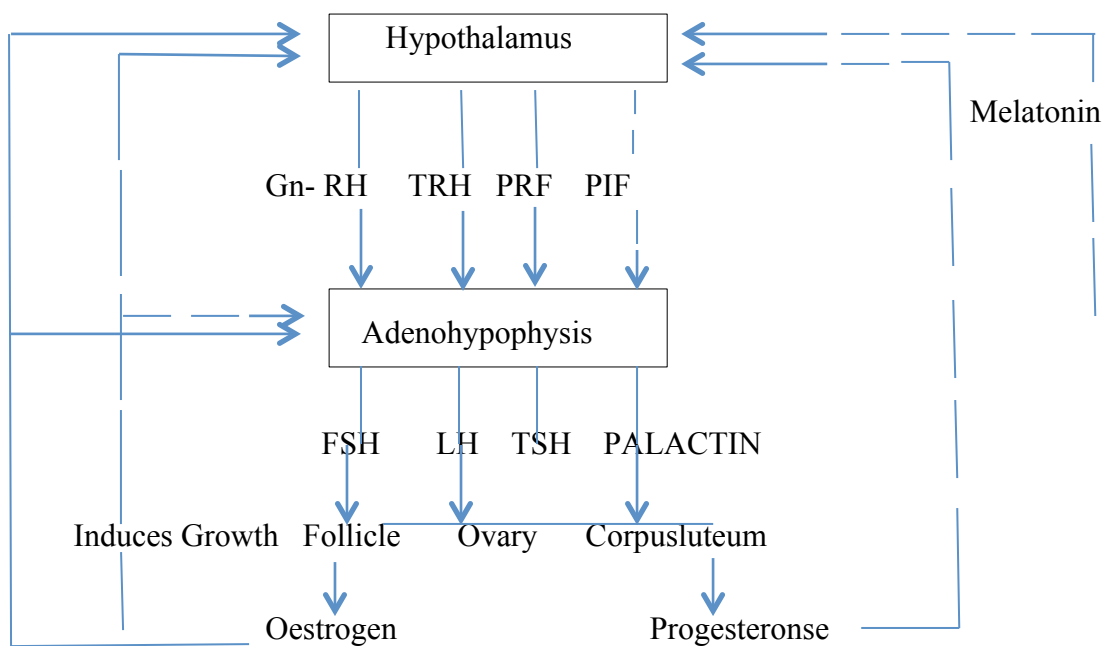 Hypothalamus
Melatonin
Gn- RH TRH PRF PIF
Adenohypophysis
FSH LH TSH PALACTIN
Induces Growth Follicle Ovary Corpusluteum
Oestrogen Progesteronse